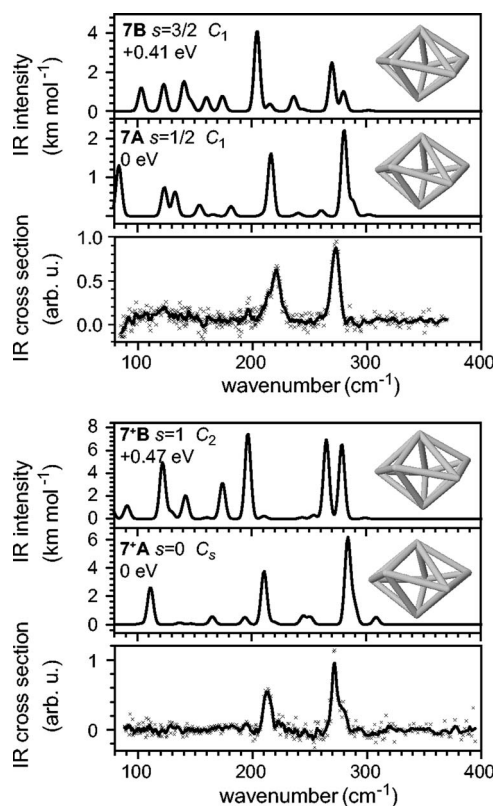 7B s=3/2 C₁
+0.41 eV
4
2
0
IR intensity
(km mol⁻¹)
7A s=1/2 C₁
0 eV
2
1
IR cross section
(arb. u.)
1.0
0.5
0.0
100 200 300 400
wavenumber (cm⁻¹)
7⁺B s=1 C₂
+0.47 eV
8
6
4
2
0
IR intensity
(km mol⁻¹)
7⁺A s=0 Cₛ
0 eV
6
4
2
0
IR cross section
(arb. u.)
1
0
100 200 300 400
wavenumber (cm⁻¹)